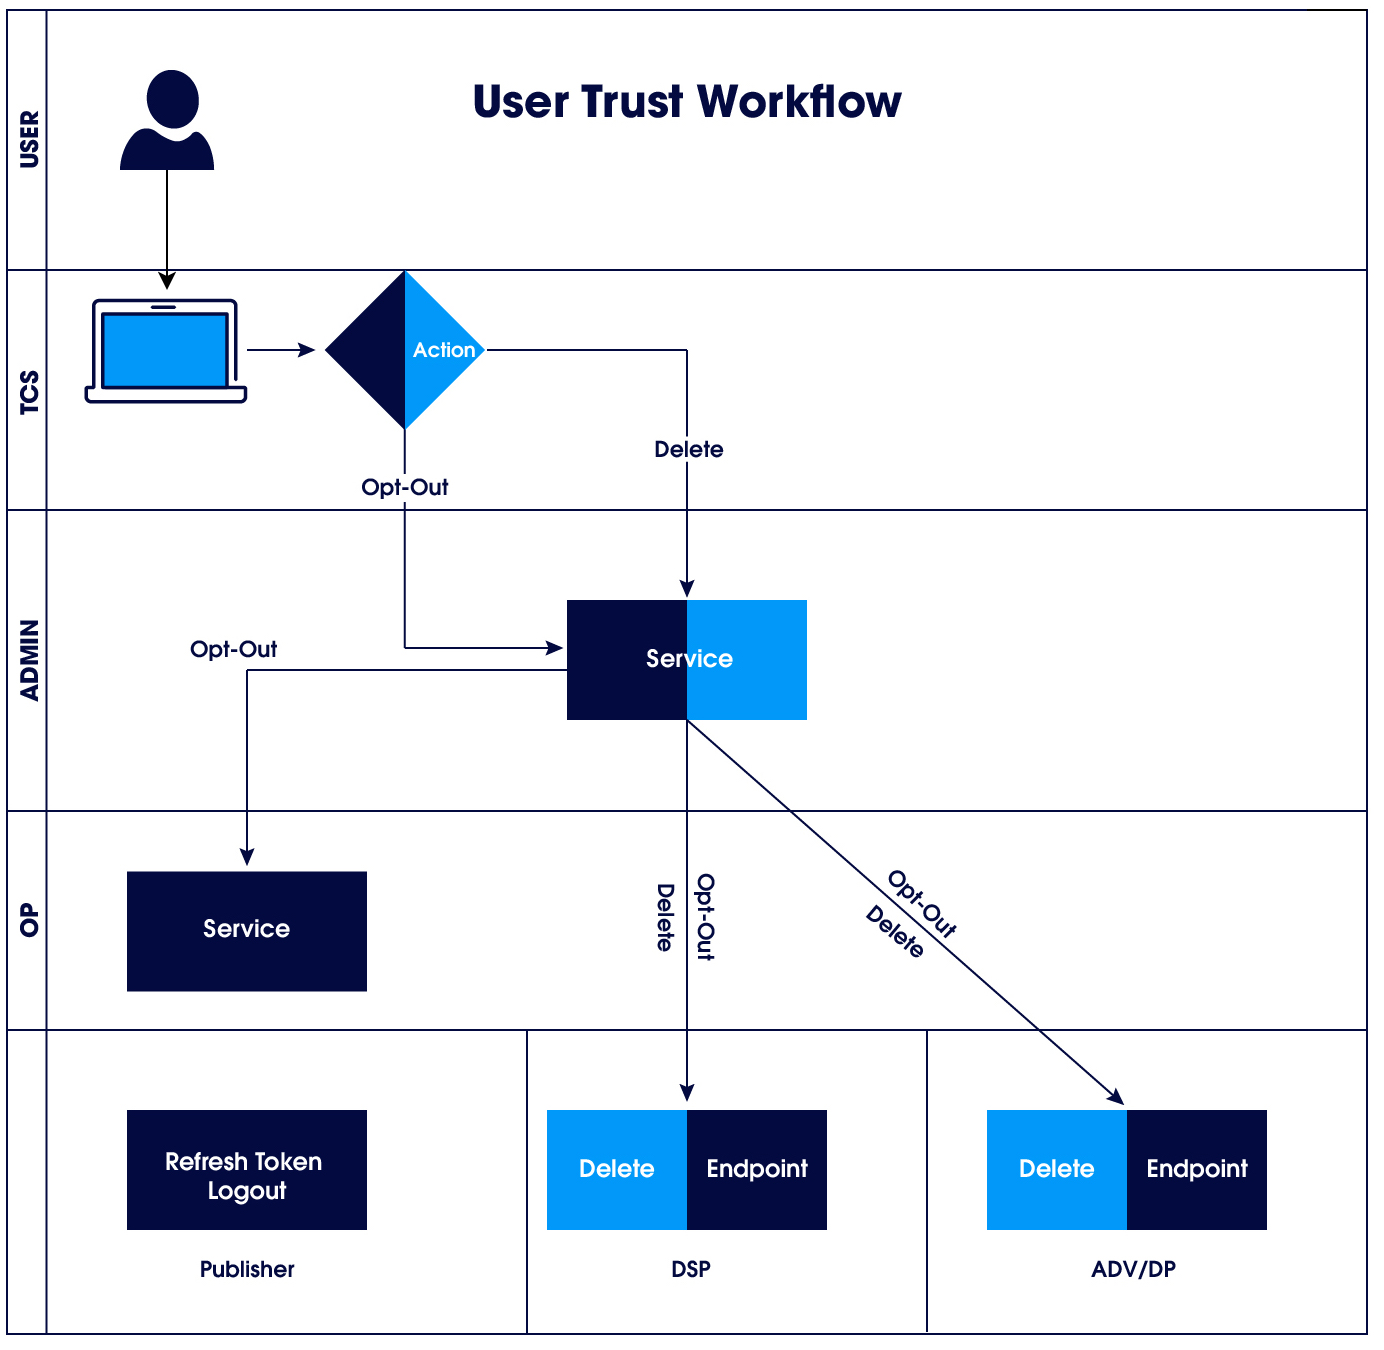 User Trust Workflow
USER
TCS
Action
Delete
Opt-Out
ADMIN
Opt-Out
Service
OP
Service
Delete
Opt-Out
Opt-Out
Delete
Refresh Token
Logout
Publisher
Delete
Endpoint
DSP
Delete
Endpoint
ADV/DP